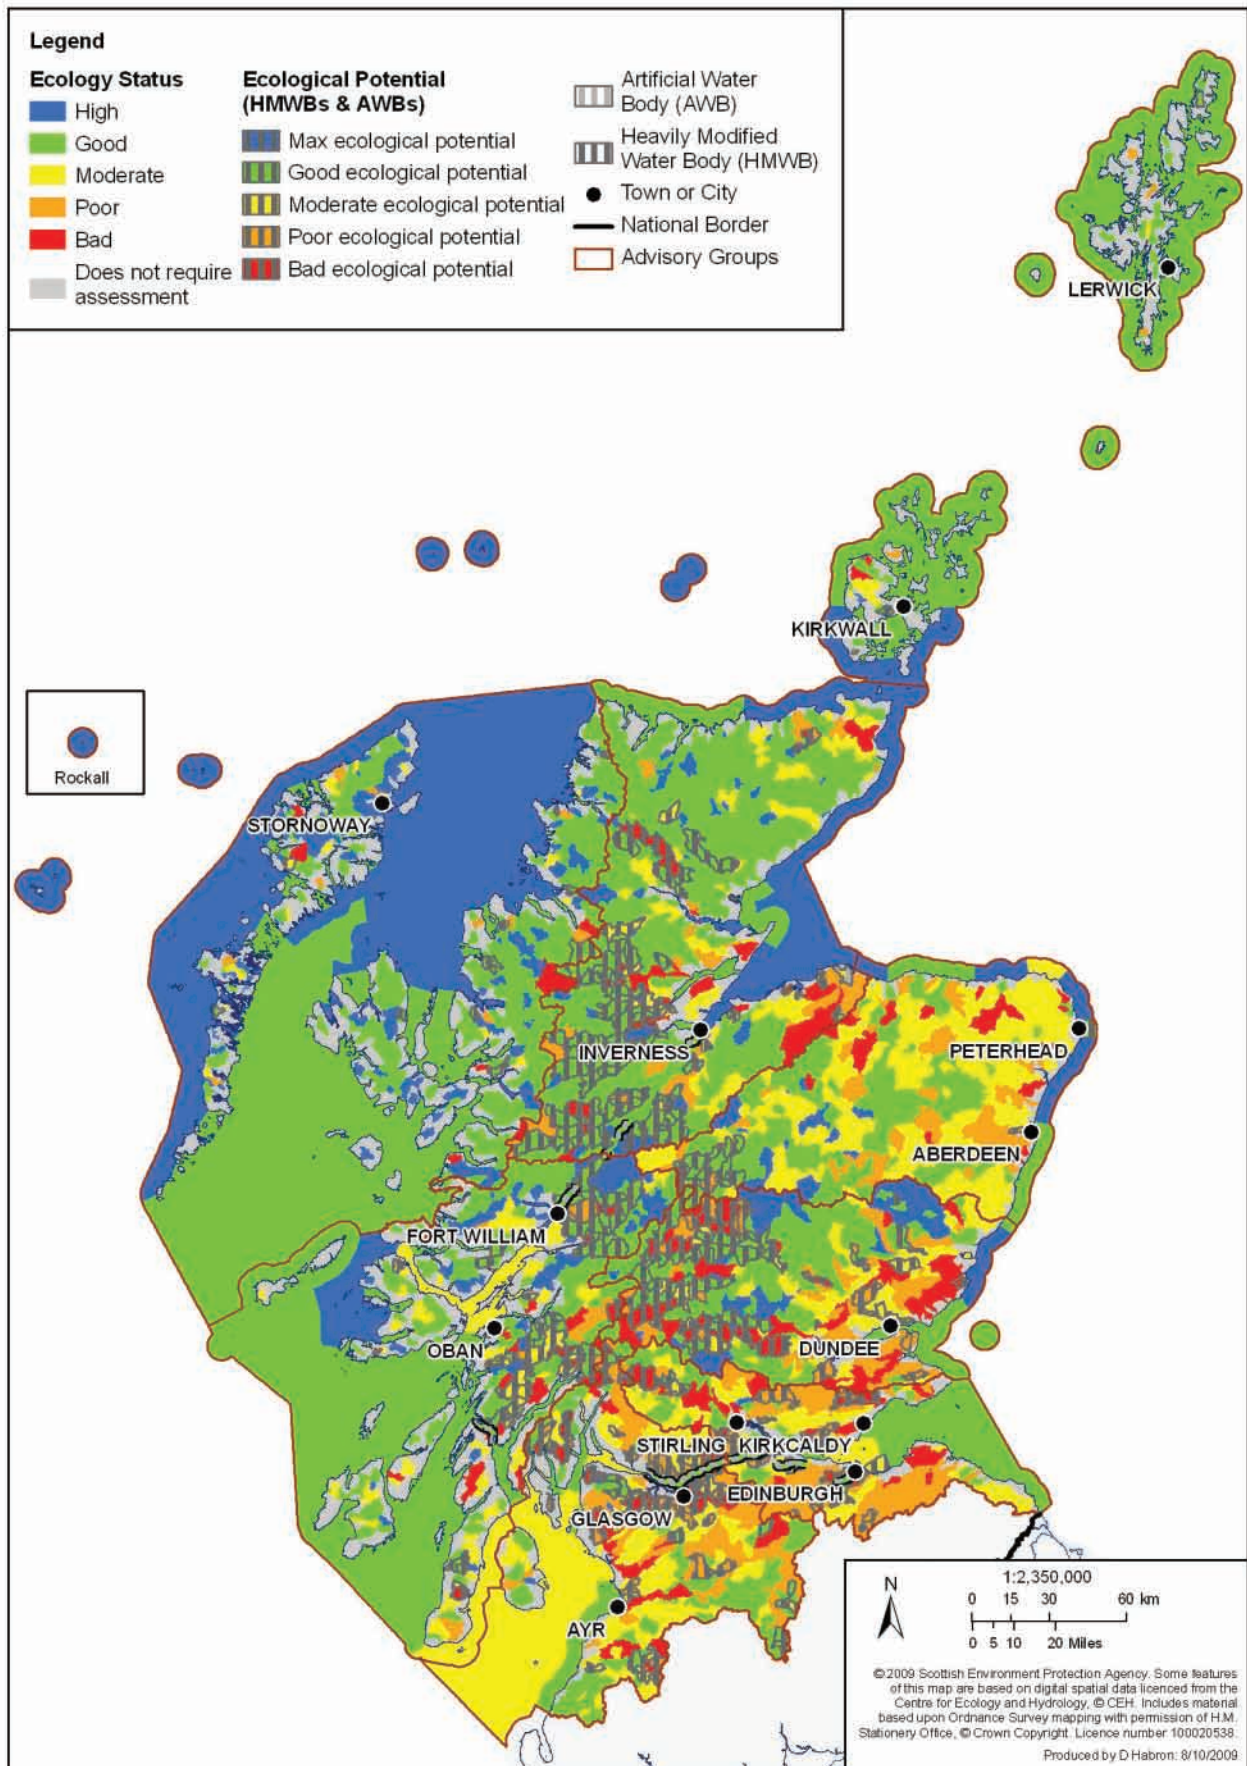 Legend
Ecology Status
High
Good
Moderate
Poor
Bad
Does not require
assessment
Ecological Potential
(HMWBs & AWBs)
Max ecological potential
Good ecological potential
Moderate ecological potential
Poor ecological potential
Bad ecological potential
Artificial Water
Body (AWB)
Heavily Modified
Water Body (HMWB)
Town or City
National Border
Advisory Groups
LERWICK
KIRKWALL
Rockall
STORNOWAY
INVERNESS
PETERHEAD
ABERDEEN
FORT WILLIAM
OBAN
DUNDEE
STIRLING
KIRKCALDY
EDINBURGH
GLASGOW
AYR
N
1:2,350,000
0 15 30 60 km
0 5 10 20 Miles
©2009 Scottish Environment Protection Agency. Some features
of this map are based on digital spatial data licenced from the
Centre for Ecology and Hydrology, © CEH. Includes material
based upon Ordnance Survey mapping with permission of H.M.
Stationery Office, © Crown Copyright. Licence number 100020538.
Produced by D Habron: 8/10/2009